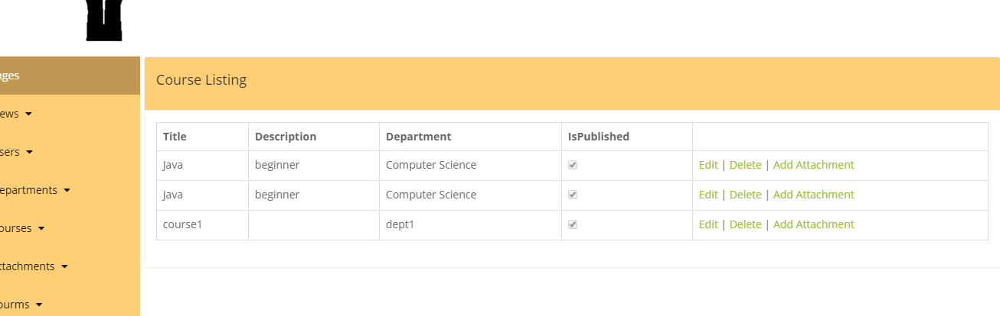 ages
Course Listing
ews
sers
epartments
ourses
ttachments
ourms
Title Description Department IsPublished
Java beginner Computer Science Edit | Delete | Add Attachment
Java beginner Computer Science Edit | Delete | Add Attachment
course1 dept1 Edit | Delete | Add Attachment